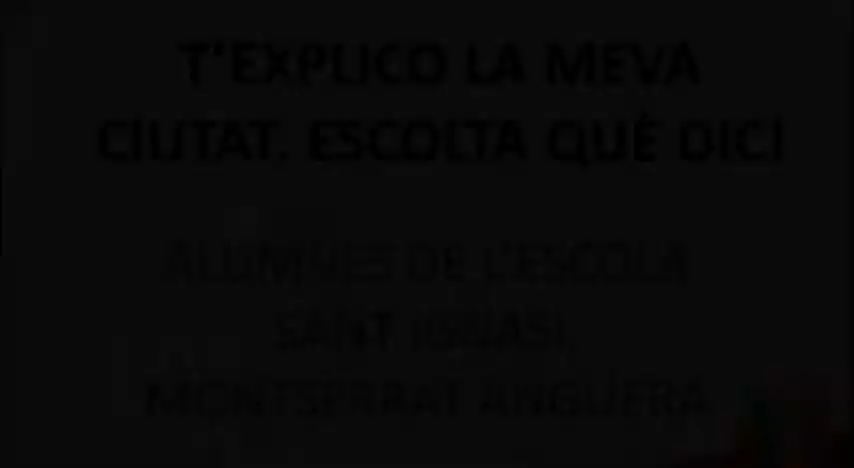 T'EXPLICO LA MEVA
CIUTAT. ESCOLTA QUÈ DIC!
ALUMNES DE L'ESCOLA
SANT IGNASI,
MONTSERRAT ANGUERA